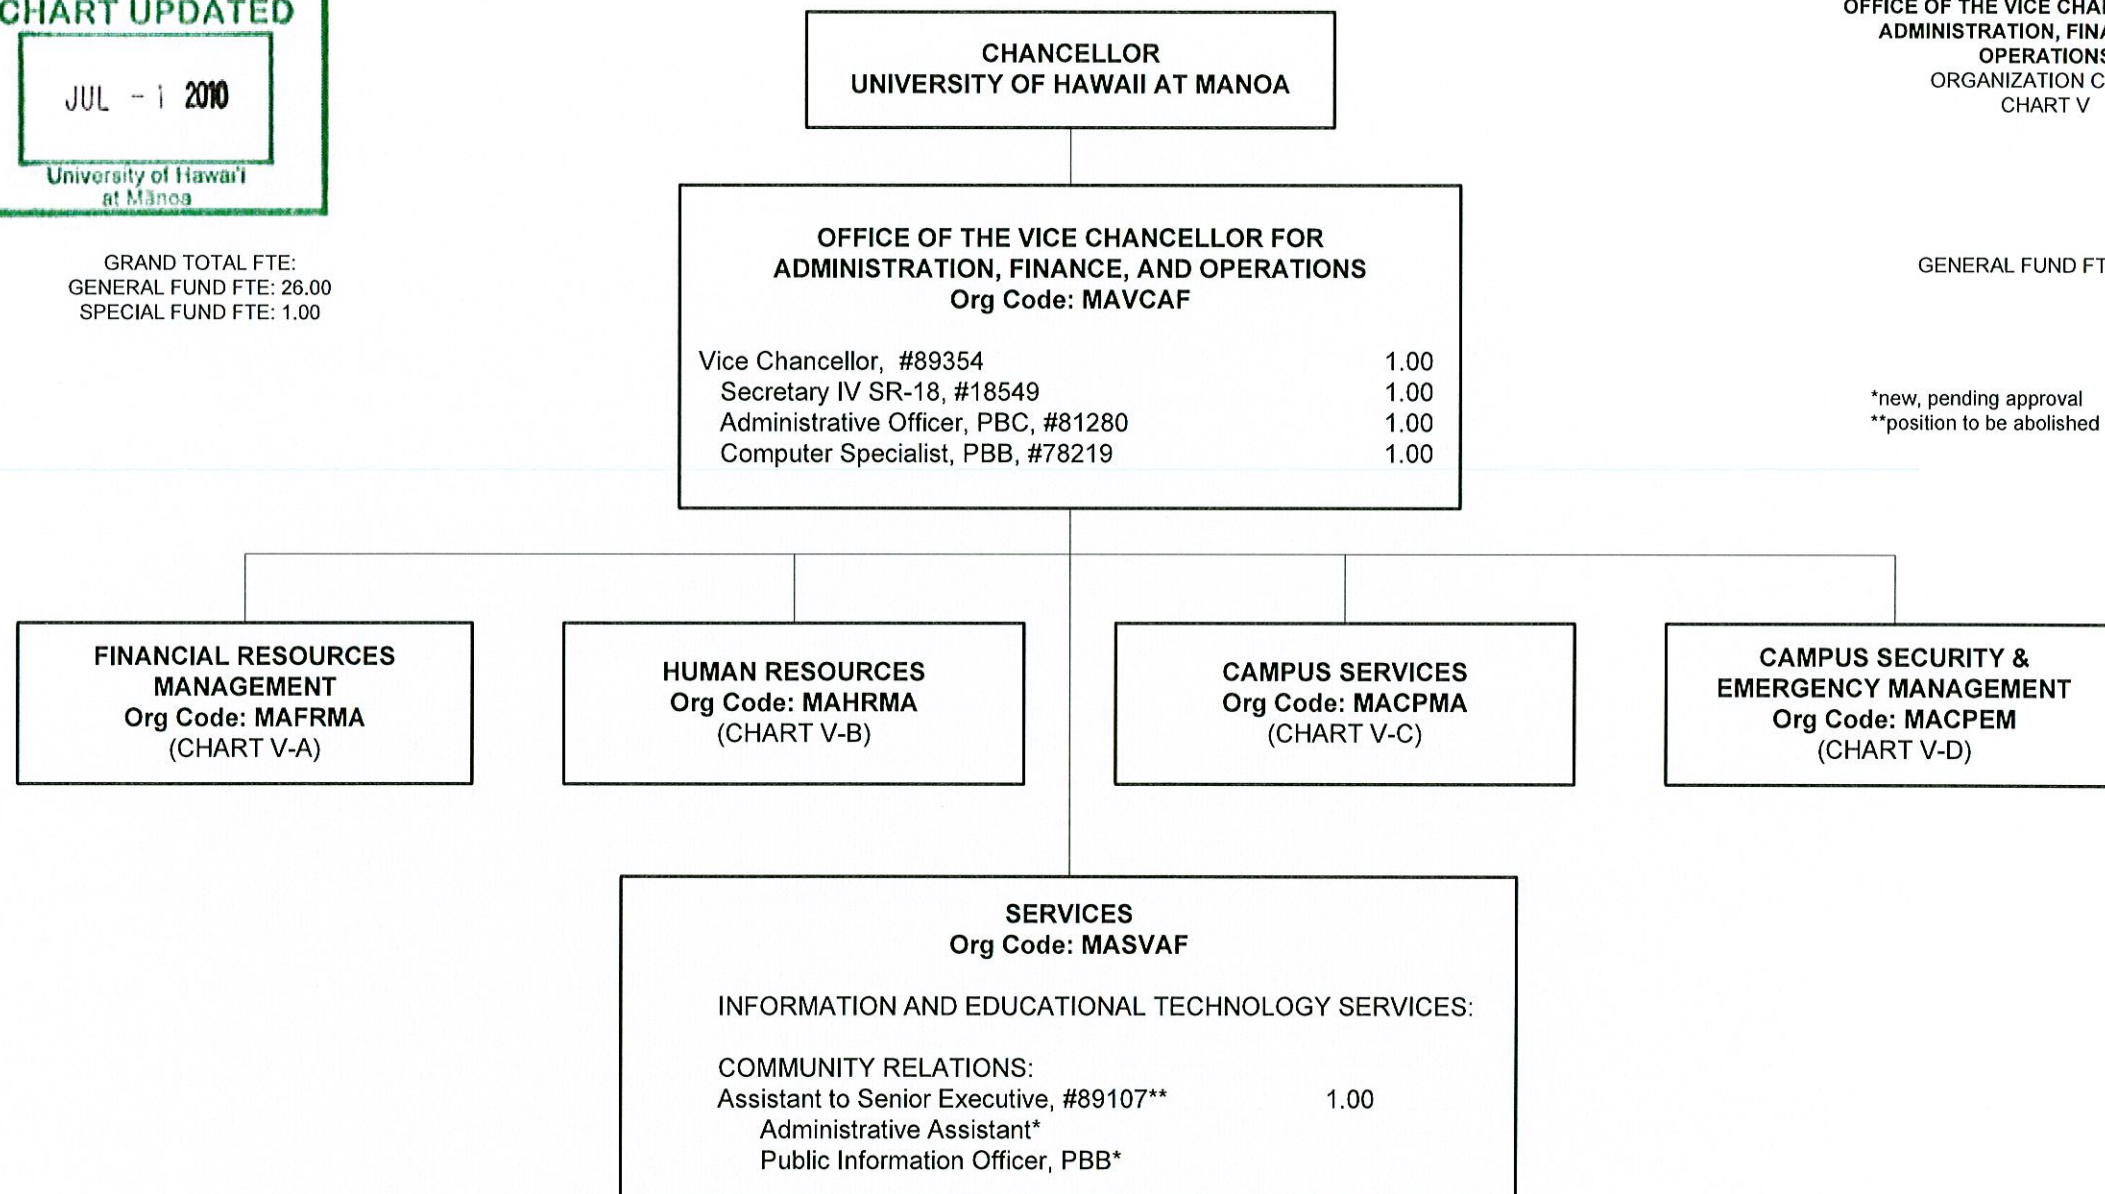 CHART UPDATED
JUL - 1 2010
University of Hawai'i
at Mānoa
GRAND TOTAL FTE:
GENERAL FUND FTE: 26.00
SPECIAL FUND FTE: 1.00
CHANCELLOR
UNIVERSITY OF HAWAII AT MANOA
OFFICE OF THE VICE
ADMINISTRATION,
OPERATIONS
ORGANIZATION
CHART V
GENERAL FUND
*new, pending approval
**position to be abolished
OFFICE OF THE VICE CHANCELLOR FOR
ADMINISTRATION, FINANCE, AND OPERATIONS
Org Code: MAVCAF
Vice Chancellor, #89354 1.00
Secretary IV SR-18, #18549 1.00
Administrative Officer, PBC, #81280 1.00
Computer Specialist, PBB, #78219 1.00
FINANCIAL RESOURCES
MANAGEMENT
Org Code: MAFRMA
(CHART V-A)
HUMAN RESOURCES
Org Code: MAHRMA
(CHART V-B)
CAMPUS SERVICES
Org Code: MACPMA
(CHART V-C)
CAMPUS SECURITY &
EMERGENCY MANAGEMENT
Org Code: MACPEM
(CHART V-D)
SERVICES
Org Code: MASVAF
INFORMATION AND EDUCATIONAL TECHNOLOGY SERVICES:
COMMUNITY RELATIONS:
Assistant to Senior Executive, #89107** 1.00
Administrative Assistant*
Public Information Officer, PBB*